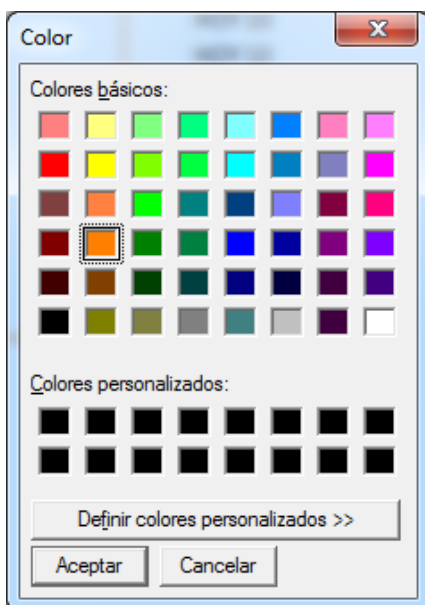 Color
Colores básicos:
Colores personalizados:
Definir colores personalizados >>
Aceptar
Cancelar